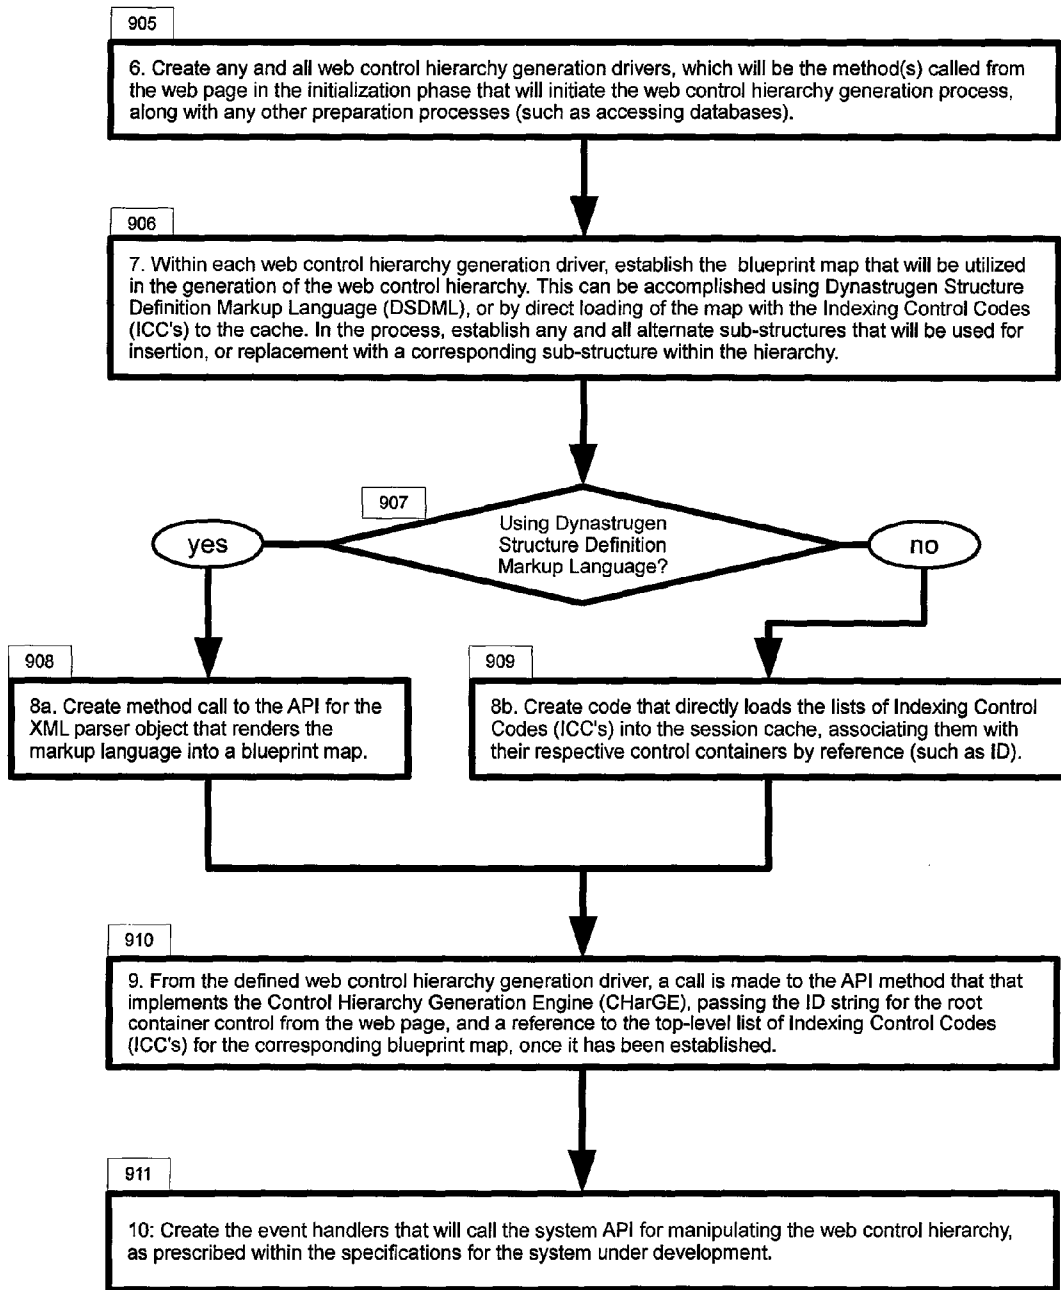 905
6. Create any and all web control hierarchy generation drivers, which will be the method(s) called from
the web page in the initialization phase that will initiate the web control hierarchy generation process,
along with any other preparation processes (such as accessing databases).
906
7. Within each web control hierarchy generation driver, establish the blueprint map that will be utilized
in the generation of the web control hierarchy. This can be accomplished using Dynastrugen Structure
Definition Markup Language (DSDML), or by direct loading of the map with the Indexing Control Codes
(ICC's) to the cache. In the process, establish any and all alternate sub-structures that will be used for
insertion, or replacement with a corresponding sub-structure within the hierarchy.
907
Using Dynastrugen
Structure Definition
Markup Language?
yes
no
908
8a. Create method call to the API for the
XML parser object that renders the
markup language into a blueprint map.
909
8b. Create code that directly loads the lists of Indexing Control
Codes (ICC's) into the session cache, associating them with
their respective control containers by reference (such as ID).
910
9. From the defined web control hierarchy generation driver, a call is made to the API method that that
implements the Control Hierarchy Generation Engine (CHarGE), passing the ID string for the root
container control from the web page, and a reference to the top-level list of Indexing Control Codes
(ICC's) for the corresponding blueprint map, once it has been established.
911
10: Create the event handlers that will call the system API for manipulating the web control hierarchy,
as prescribed within the specifications for the system under development.